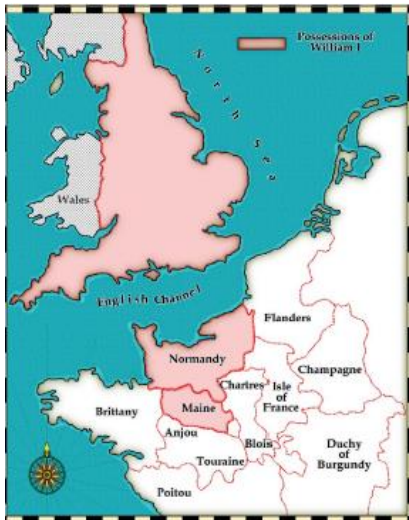 Possessions of
William I
North Sea
Wales
English Channel
Flanders
Normandy
Champagne
Chartres
Isle
of
France
Maine
Brittany
Anjou
Blois
Duchy
of
Burgundy
Touraine
Poitou